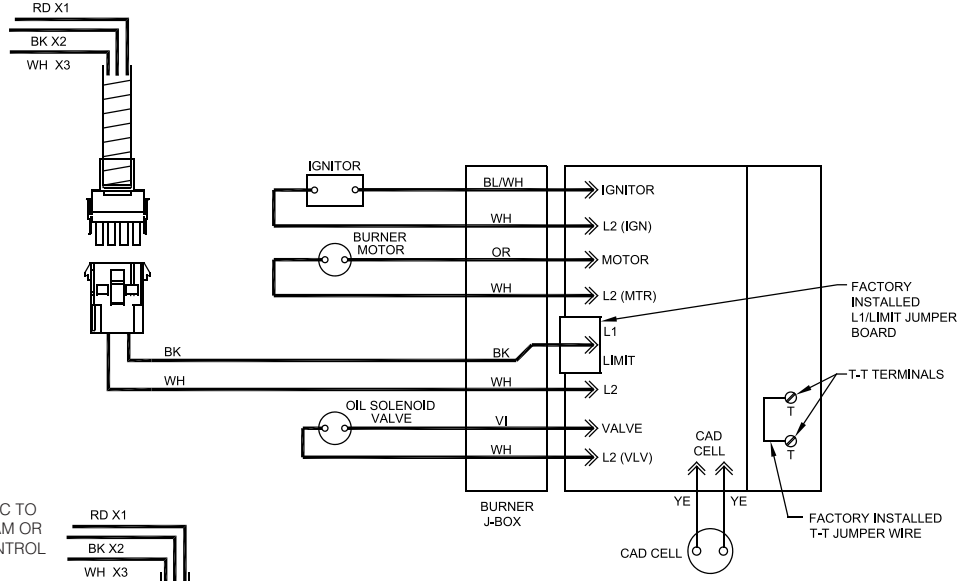 RD X1
BK X2
WH X3
IGNITOR
BL/WH
IGNITOR
WH
L2 (IGN)
BURNER
MOTOR
OR
MOTOR
WH
L2 (MTR)
FACTORY
INSTALLED
L1/LIMIT JUMPER
BOARD
L1
BK
BK
LIMIT
WH
WH
L2
T-T TERMINALS
T
OIL SOLENOID
VALVE
VI
VALVE
WH
L2 (VLV)
CAD
CELL
T
YE
YE
BURNER
J-BOX
CAD CELL
FACTORY INSTALLED
T-T JUMPER WIRE
C TO
AM OR
NTROL
RD X1
BK X2
WH X3